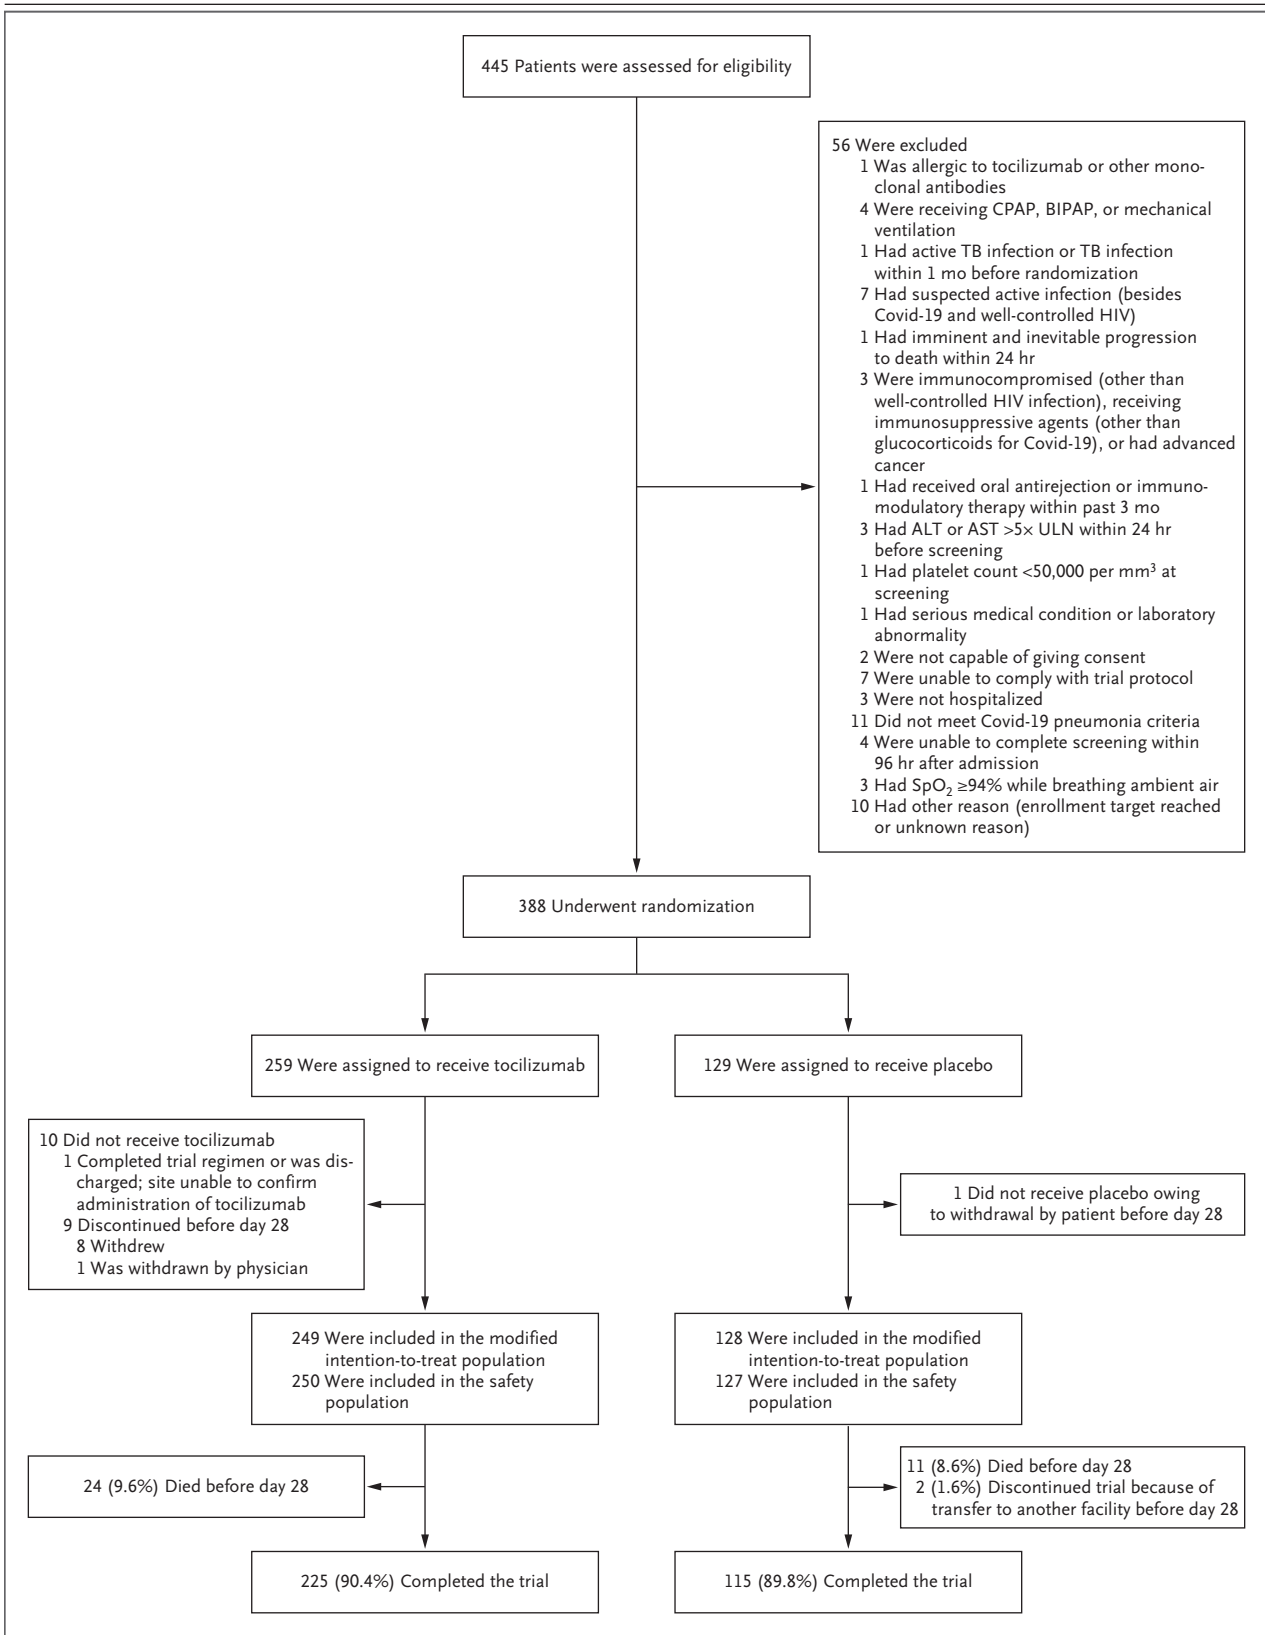 445 Patients were assessed for eligibility
56 Were excluded
1 Was allergic to tocilizumab or other mono-
clonal antibodies
4 Were receiving CPAP, BIPAP, or mechanical
ventilation
1 Had active TB infection or TB infection
within 1 mo before randomization
7 Had suspected active infection (besides
Covid-19 and well-controlled HIV)
1 Had imminent and inevitable progression
to death within 24 hr
3 Were immunocompromised (other than
well-controlled HIV infection), receiving
immunosuppressive agents (other than
glucocorticoids for Covid-19), or had advanced
cancer
1 Had received oral antirejection or immuno-
modulatory therapy within past 3 mo
3 Had ALT or AST >5× ULN within 24 hr
before screening
1 Had platelet count <50,000 per mm³ at
screening
1 Had serious medical condition or laboratory
abnormality
2 Were not capable of giving consent
7 Were unable to comply with trial protocol
3 Were not hospitalized
11 Did not meet Covid-19 pneumonia criteria
4 Were unable to complete screening within
96 hr after admission
3 Had SpO₂ ≥94% while breathing ambient air
10 Had other reason (enrollment target reached
or unknown reason)
388 Underwent randomization
259 Were assigned to receive tocilizumab
129 Were assigned to receive placebo
10 Did not receive tocilizumab
1 Completed trial regimen or was dis-
charged; site unable to confirm
administration of tocilizumab
9 Discontinued before day 28
8 Withdrew
1 Was withdrawn by physician
1 Did not receive placebo owing
to withdrawal by patient before day 28
249 Were included in the modified
intention-to-treat population
250 Were included in the safety
population
128 Were included in the modified
intention-to-treat population
127 Were included in the safety
population
24 (9.6%) Died before day 28
11 (8.6%) Died before day 28
2 (1.6%) Discontinued trial because of
transfer to another facility before day 28
225 (90.4%) Completed the trial
115 (89.8%) Completed the trial